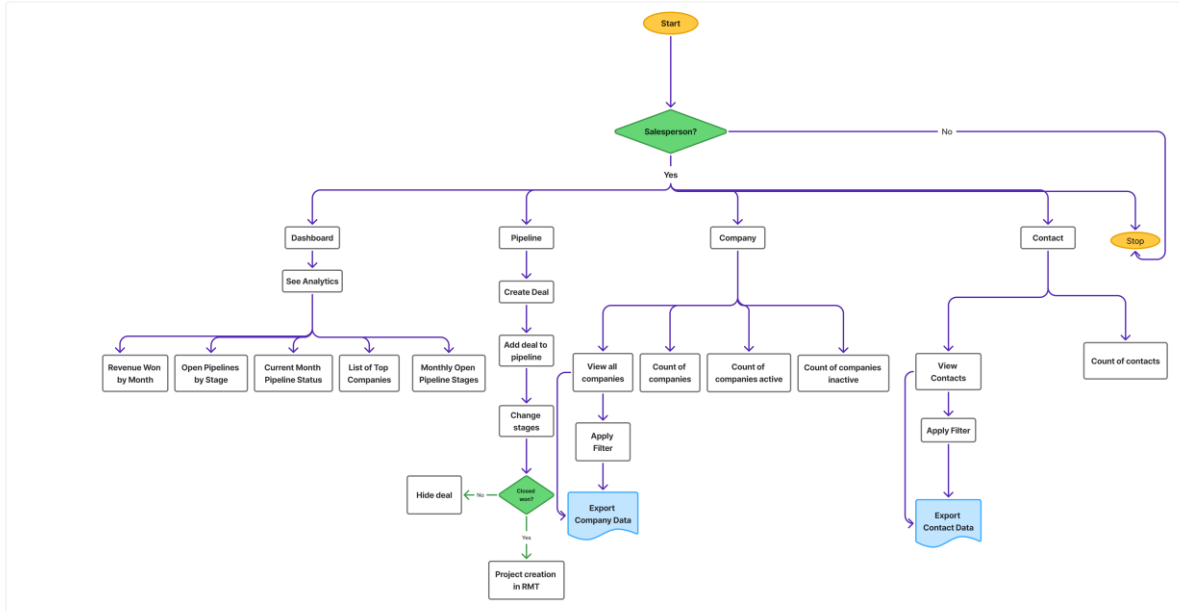 Start
Salesperson?
No
Yes
Dashboard
Pipeline
Company
Contact
Stop
See Analytics
Create Deal
Add deal to
pipeline
Revenue Won
by Month
Open Pipelines
by Stage
Current Month
Pipeline Status
List of Top
Companies
Monthly Open
Pipeline Stages
View all
companies
Count of
companies
Count of
companies active
Count of companies
inactive
View
Contacts
Count of contacts
Change
stages
Apply
Filter
Apply Filter
Hide deal
No
Closed
won?
Yes
Export
Company Data
Export
Contact Data
Project creation
in RMT